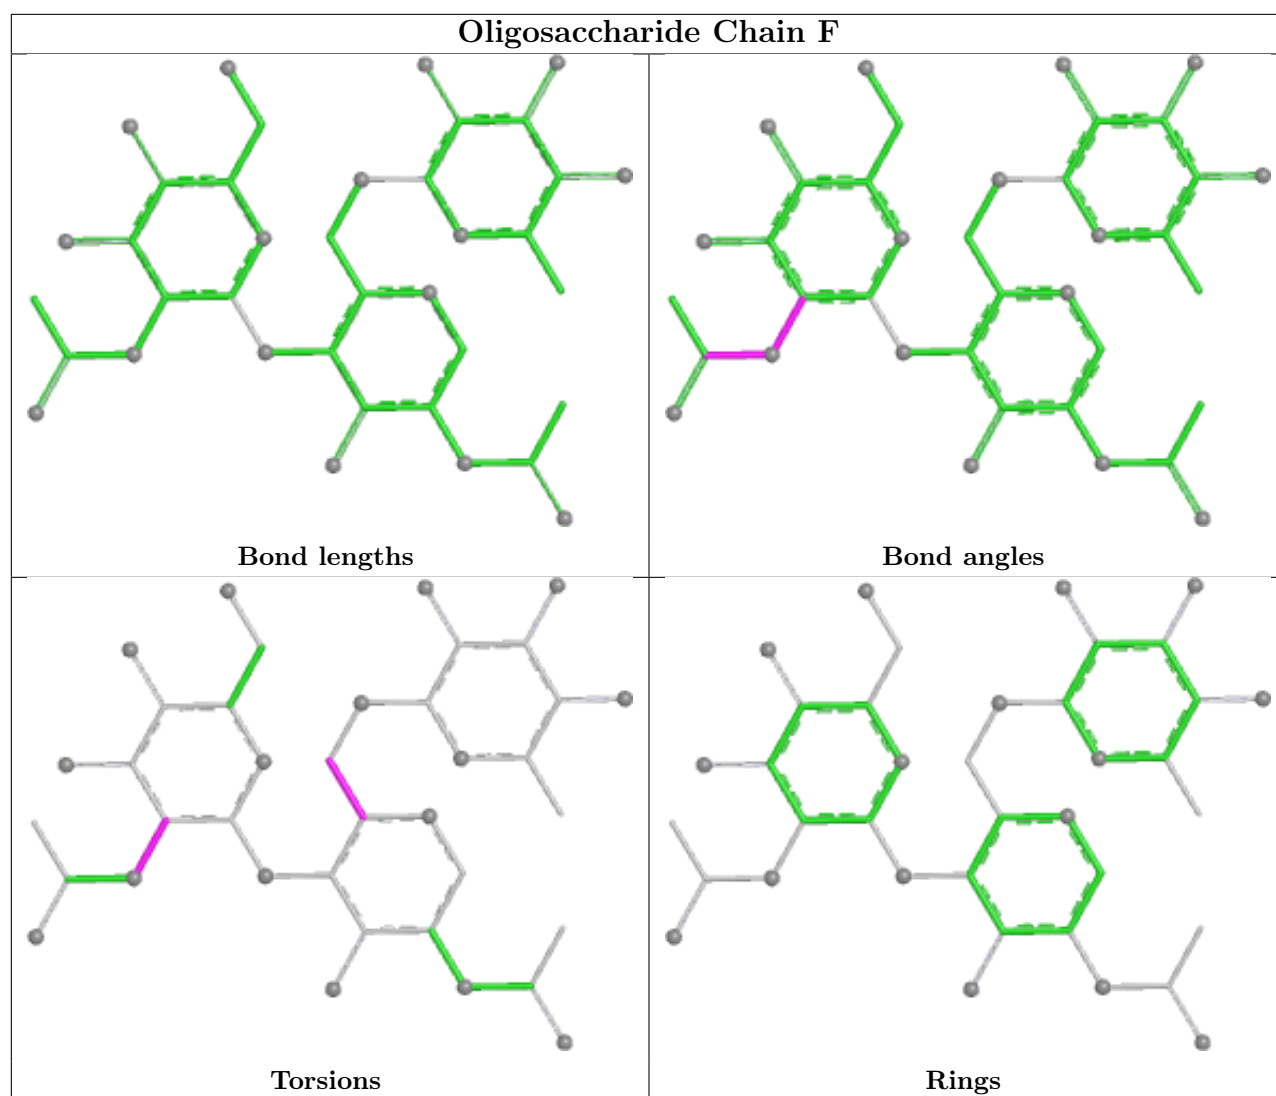 Oligosaccharide Chain F
Bond lengths
Bond angles
Torsions
Rings